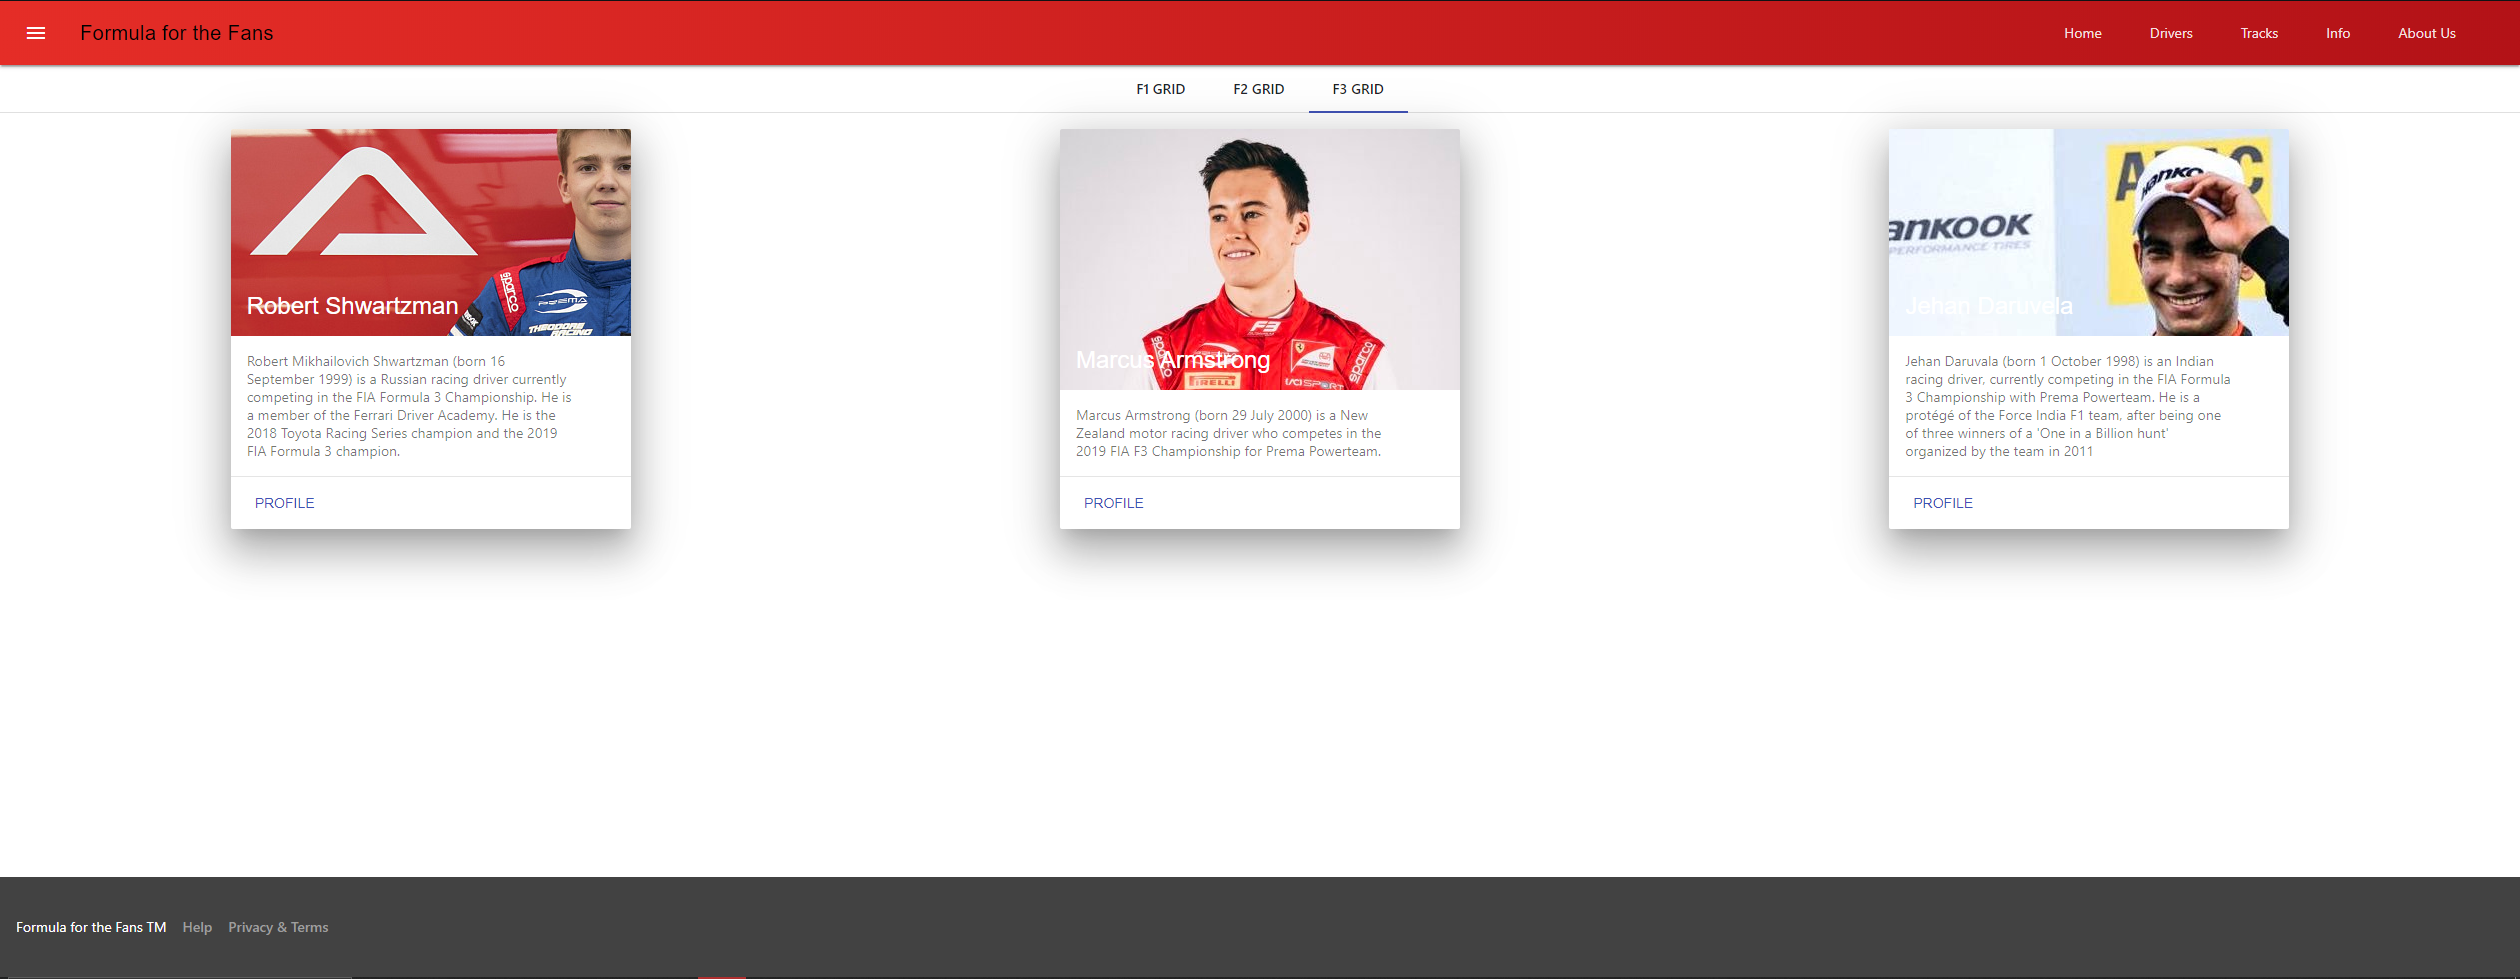 Formula for the Fans
Home Drivers Tracks Info About Us
F1 GRID F2 GRID F3 GRID
PREMA
sparco
THEODORE
RACING
Robert Shwartzman
Robert Mikhailovich Shwartzman (born 16
September 1999) is a Russian racing driver currently
competing in the FIA Formula 3 Championship. He is
a member of the Ferrari Driver Academy. He is the
2018 Toyota Racing Series champion and the 2019
FIA Formula 3 champion.
PROFILE
F3
sparco
sparco
PIRELLI
Marcus Armstrong
Marcus Armstrong (born 29 July 2000) is a New
Zealand motor racing driver who competes in the
2019 FIA F3 Championship for Prema Powerteam.
PROFILE
HANKO
ANKOOK
PERFORMANCE TIRES
Jehan Daruvela
Jehan Daruvala (born 1 October 1998) is an Indian
racing driver, currently competing in the FIA Formula
3 Championship with Prema Powerteam. He is a
protégé of the Force India F1 team, after being one
of three winners of a 'One in a Billion hunt'
organized by the team in 2011
PROFILE
Formula for the Fans TM Help Privacy & Terms